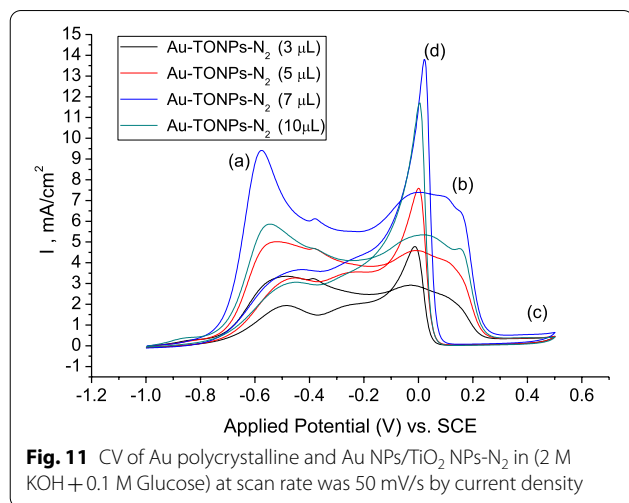 Au-TONPs-N₂ (3 μL)
Au-TONPs-N₂ (5 μL)
Au-TONPs-N₂ (7 μL)
Au-TONPs-N₂ (10μL)
(a)
(b)
(c)
(d)
I , mA/cm²
15
14
13
12
11
10
9
8
7
6
5
4
3
2
1
0
-1
-1.2 -1.0 -0.8 -0.6 -0.4 -0.2 0.0 0.2 0.4 0.6
Applied Potential (V) vs. SCE
Fig. 11 CV of Au polycrystalline and Au NPs/TiO₂ NPs-N₂ in (2 M
KOH + 0.1 M Glucose) at scan rate was 50 mV/s by current density